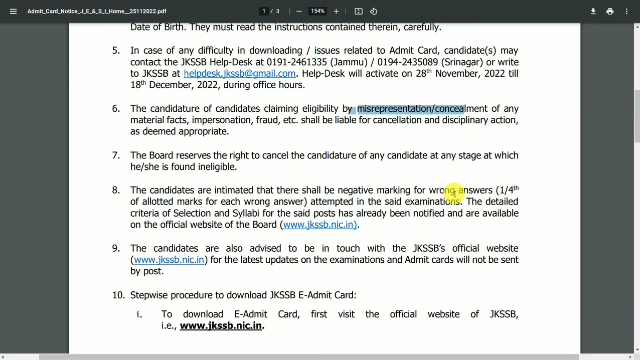 Admit_Card_Notice_J_E_&_S_I_Home_25112022.pdf
1 / 3
154%
Date of Birth. They must read the instructions contained therein, carefully.
5. In case of any difficulty in downloading / issues related to Admit Card, candidate(s) may
contact the JKSSB Help-Desk at 0191-2461335 (Jammu) / 0194-2435089 (Srinagar) or write
to JKSSB at helpdesk.jkssb@gmail.com. Help-Desk will activate on 28th November, 2022 till
18th December, 2022, during office hours.
6. The candidature of candidates claiming eligibility by misrepresentation/concealment of any
material facts, impersonation, fraud, etc. shall be liable for cancellation and disciplinary action,
as deemed appropriate.
7. The Board reserves the right to cancel the candidature of any candidate at any stage at which
he/she is found ineligible.
8. The candidates are intimated that there shall be negative marking for wrong answers (1/4th
of allotted marks for each wrong answer) attempted in the said examinations. The detailed
criteria of Selection and Syllabi for the said posts has already been notified and are available
on the official website of the Board (www.jkssb.nic.in).
9. The candidates are also advised to be in touch with the JKSSB's official website
(www.jkssb.nic.in) for the latest updates on the examinations and Admit cards will not be sent
by post.
10. Stepwise procedure to download JKSSB E-Admit Card:
i. To download E-Admit Card, first visit the official website of JKSSB,
i.e., www.jkssb.nic.in.